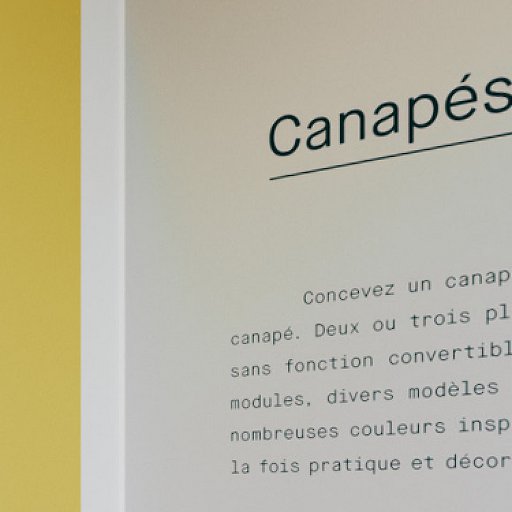 Canapés
Concevez un canap
canapé. Deux ou trois pl
sans fonction convertibl
modules, divers modèles
nombreuses couleurs insp
la fois pratique et décor